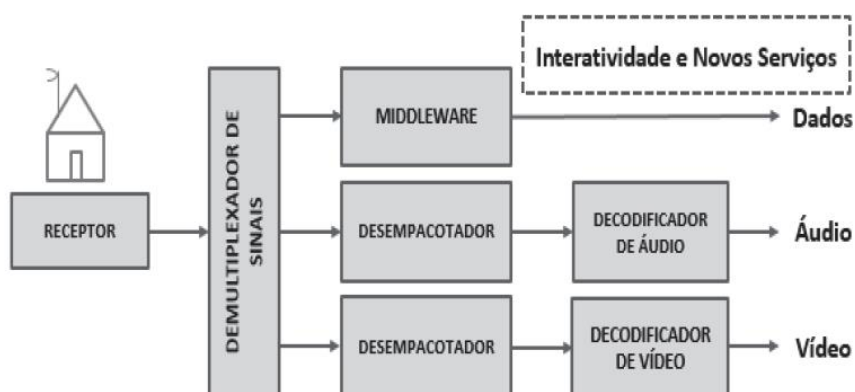 Interatividade e Novos Serviços
MIDDLEWARE
Dados
DEMULTIPLEXADOR DE
SINAIS
RECEPTOR
DESEMPACOTADOR
DECODIFICADOR
DE ÁUDIO
Áudio
DESEMPACOTADOR
DECODIFICADOR
DE VÍDEO
Vídeo